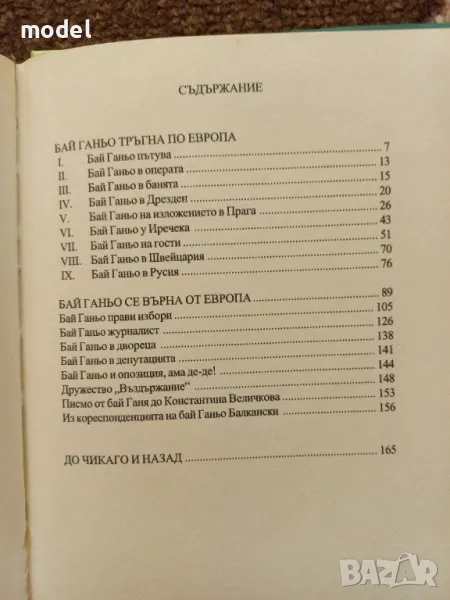 model
СЪДЪРЖАНИЕ
БАЙ ГАНЬО ТРЪГНА ПО ЕВРОПА
I. Бай Ганьо пътува 7
II. Бай Ганьо в операта 13
III. Бай Ганьо в банята 15
IV. Бай Ганьо в Дрезден 20
V. Бай Ганьо на изложението в Прага 26
VI. Бай Ганьо у Иречека 43
VII. Бай Ганьо на гости 51
VIII. Бай Ганьо в Швейцария 70
IX. Бай Ганьо в Русия 76
БАЙ ГАНЬО СЕ ВЪРНА ОТ ЕВРОПА 89
Бай Ганьо прави избори 105
Бай Ганьо журналист 126
Бай Ганьо в двореца 138
Бай Ганьо в депутацията 141
Бай Ганьо и опозиция, ама де-де! 144
Дружество „Въздържание“ 148
Писмо от бай Ганя до Константина Величкова 153
Из кореспонденцията на бай Ганьо Балкански 156
ДО ЧИКАГО И НАЗАД 165
BAZAR